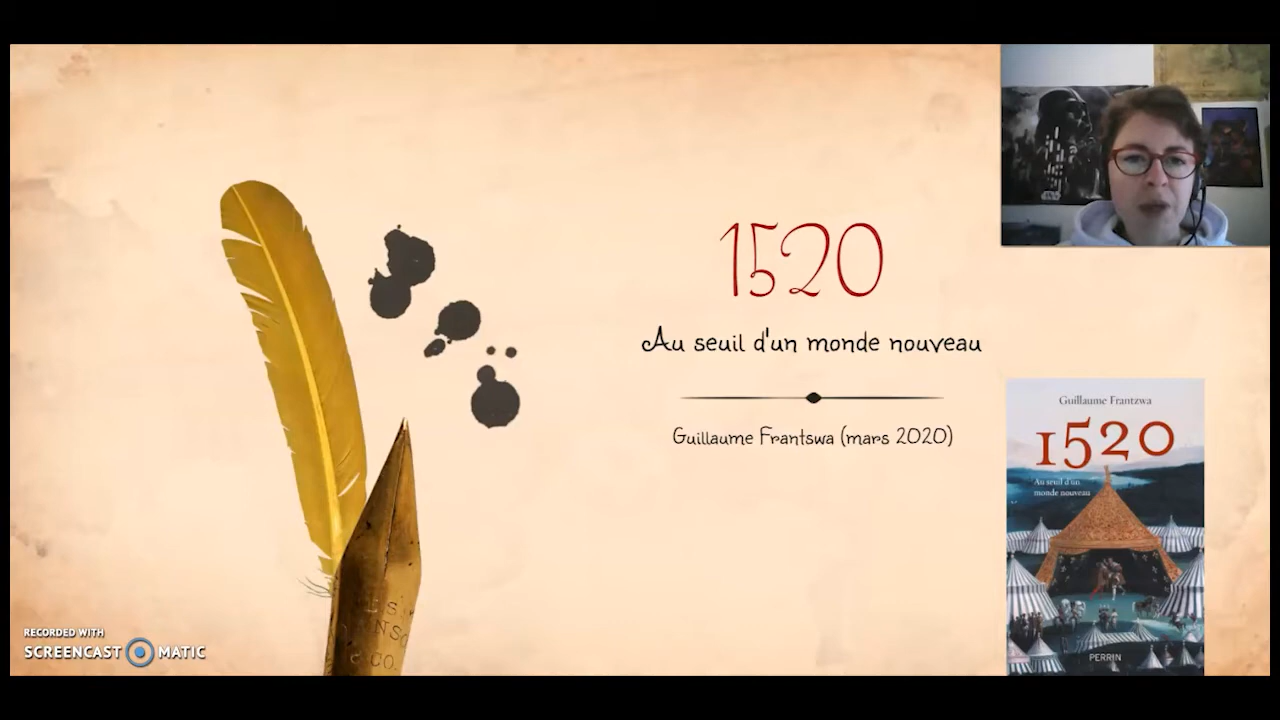 1520
Au seuil d'un monde nouveau
Guillaume Frantswa (mars 2020)
Guillaume Frantzwa
1520
Au seuil d'un
monde nouveau
PERRIN
& CO.
RECORDED WITH
SCREENCAST MATIC